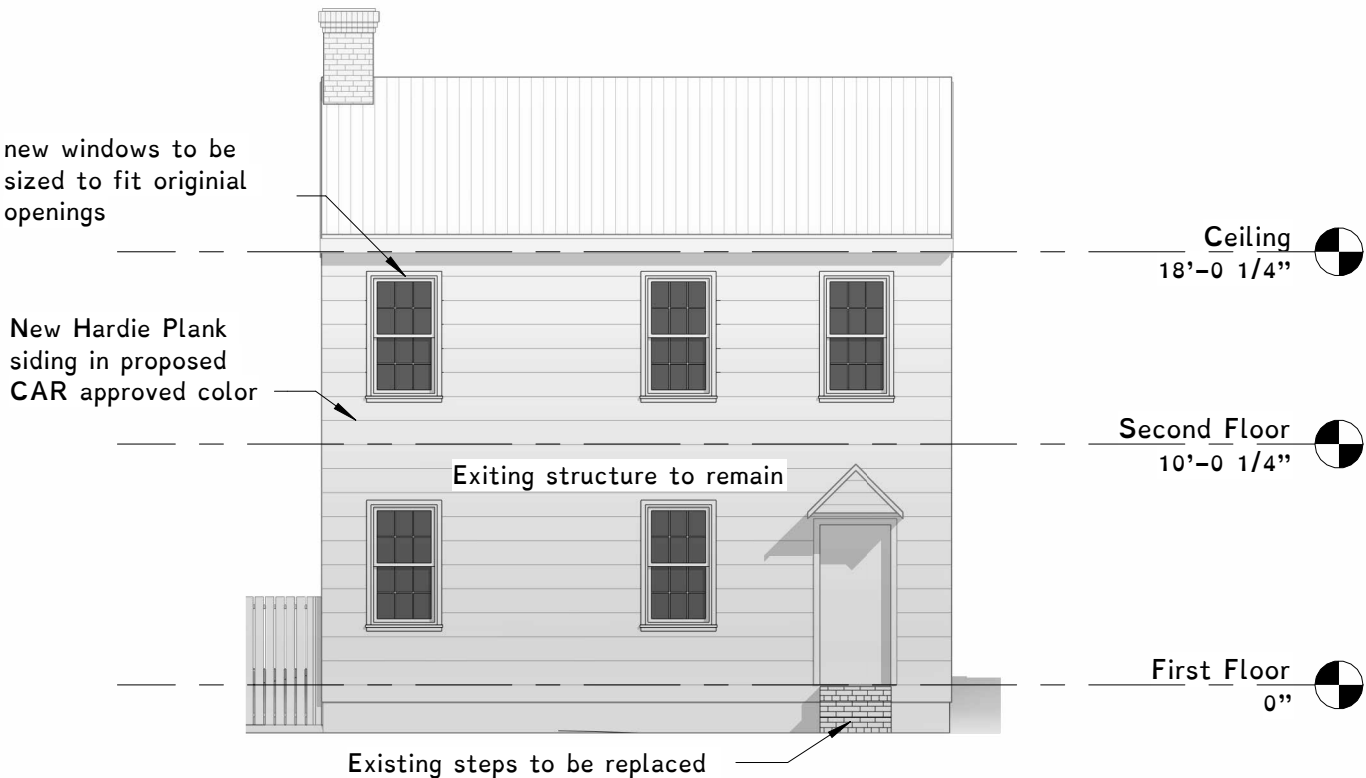 new windows to be
sized to fit originial
openings
Ceiling
18'-0 1/4"
New Hardie Plank
siding in proposed
CAR approved color
Second Floor
10'-0 1/4"
Exiting structure to remain
First Floor
0"
Existing steps to be replaced